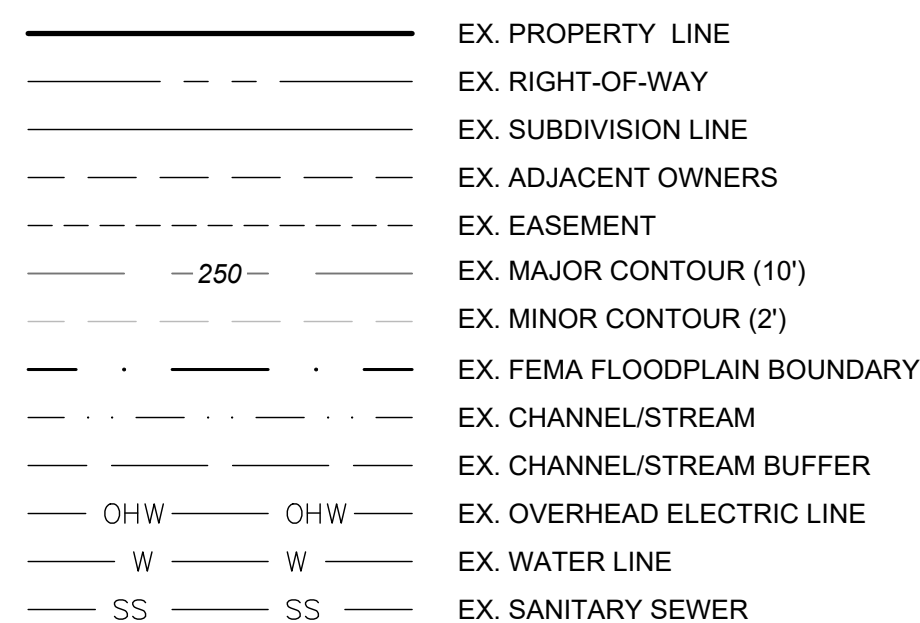 EX. PROPERTY LINE
EX. RIGHT-OF-WAY
EX. SUBDIVISION LINE
EX. ADJACENT OWNERS
EX. EASEMENT
250 EX. MAJOR CONTOUR (10')
EX. MINOR CONTOUR (2')
EX. FEMA FLOODPLAIN BOUNDARY
EX. CHANNEL/STREAM
EX. CHANNEL/STREAM BUFFER
OHW OHW EX. OVERHEAD ELECTRIC LINE
W W EX. WATER LINE
SS SS EX. SANITARY SEWER